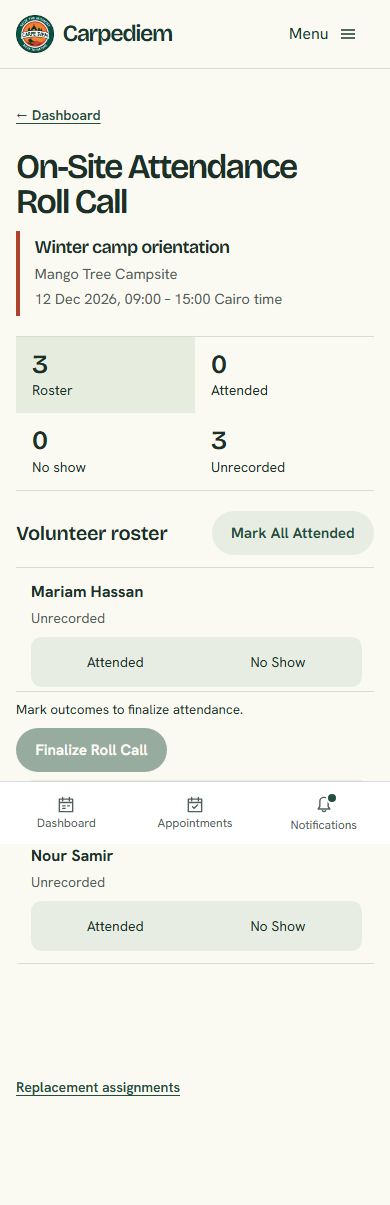 CARPE DIEM
Carpediem
Menu
← Dashboard
On-Site Attendance
Roll Call
Winter camp orientation
Mango Tree Campsite
12 Dec 2026, 09:00 – 15:00 Cairo time
3
Roster
0
Attended
0
No show
3
Unrecorded
Volunteer roster
Mark All Attended
Mariam Hassan
Unrecorded
Attended
No Show
Mark outcomes to finalize attendance.
Finalize Roll Call
Dashboard
Appointments
Notifications
Nour Samir
Unrecorded
Attended
No Show
Replacement assignments